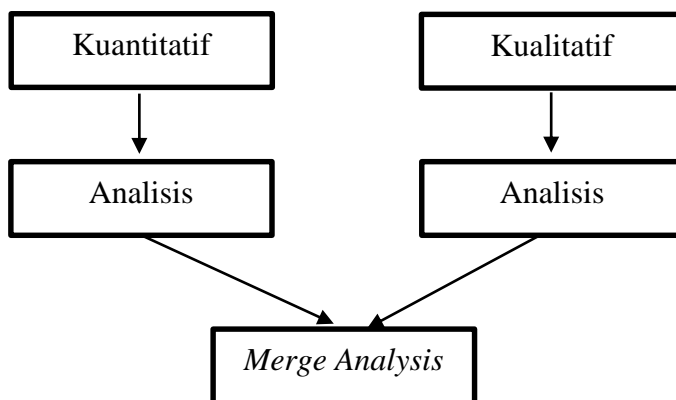 Kuantitatif
Kualitatif
Analisis
Analisis
Merge Analysis